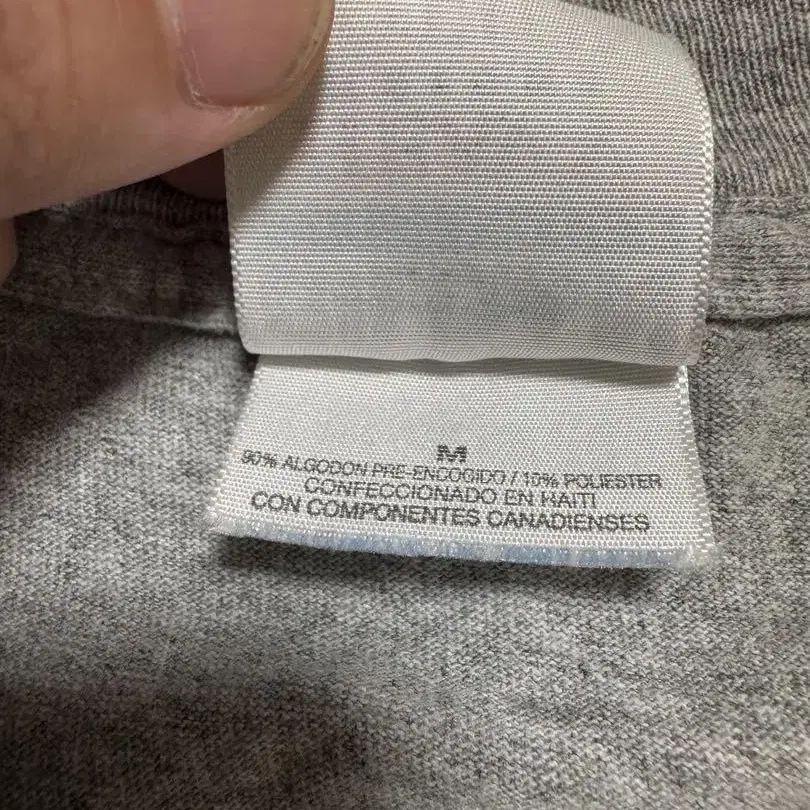 M
90% ALGODON PRE-ENCOGIDO / 10% POLIESTER
CONFECCIONADO EN HAITI
CON COMPONENTES CANADIENSES